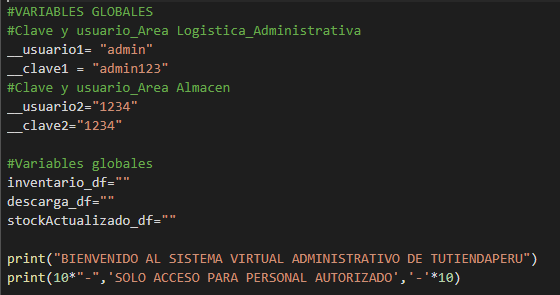 #VARIABLES GLOBALES
#Clave y usuario_Area Logistica_Administrativa
__usuario1= "admin"
__clave1 = "admin123"
#Clave y usuario_Area Almacen
__usuario2="1234"
__clave2="1234"
#Variables globales
inventario_df=""
descarga_df=""
stockActualizado_df=""
print("BIENVENIDO AL SISTEMA VIRTUAL ADMINISTRATIVO DE TUTIENDAPERU")
print(10*"-",'SOLO ACCESO PARA PERSONAL AUTORIZADO','-'*10)